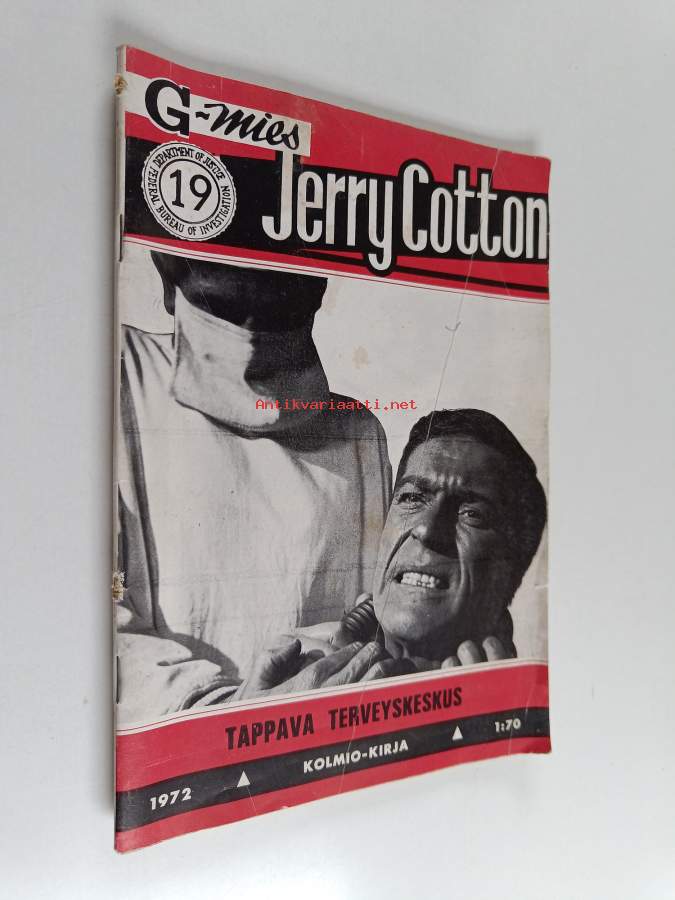 G-mies
DEPARTMENT OF JUSTICE
19
FEDERAL BUREAU OF INVESTIGATION
Jerry Cotton
Antikvariaatti.net
TAPPAVA TERVEYSKESKUS
1972 KOLMIO-KIRJA 1:70